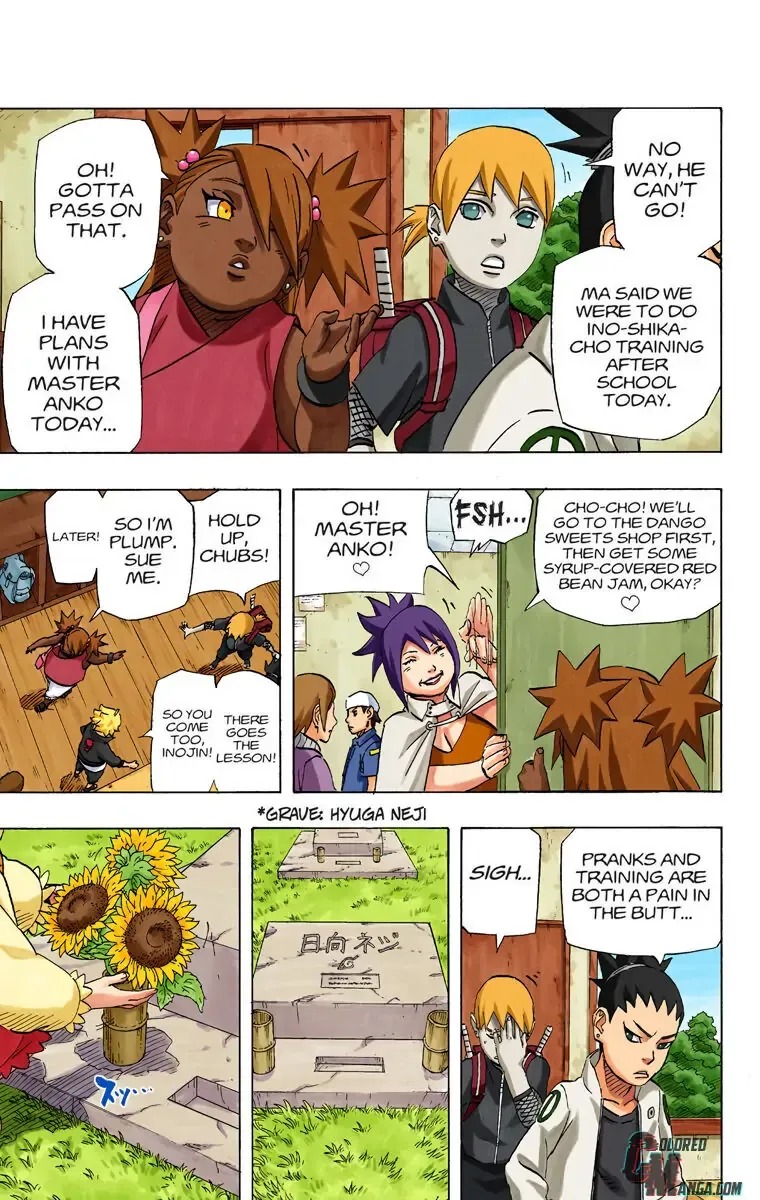 NO
WAY, HE
CAN'T
GO!
MA SAID WE
WERE TO DO
INO-SHIKA-
CHO TRAINING
AFTER
SCHOOL
TODAY.
OH!
GOTTA
PASS ON
THAT.
I HAVE
PLANS
WITH
MASTER
ANKO
TODAY...
CHO-CHO! WE'LL
GO TO THE DANGO
SWEETS SHOP FIRST,
THEN GET SOME
SYRUP-COVERED RED
BEAN JAM, OKAY?
♡
FSH...
OH!
MASTER
ANKO!
♡
HOLD
UP,
CHUBS!
SO I'M
PLUMP.
SUE
ME.
LATER!
THERE
GOES
THE
LESSON!
SO YOU
COME
TOO,
INOJIN!
PRANKS AND
TRAINING ARE
BOTH A PAIN IN
THE BUTT...
SIGH...
*GRAVE: HYUGA NEJI
日向ネジ
スッ…
COLORED
MANGA.COM